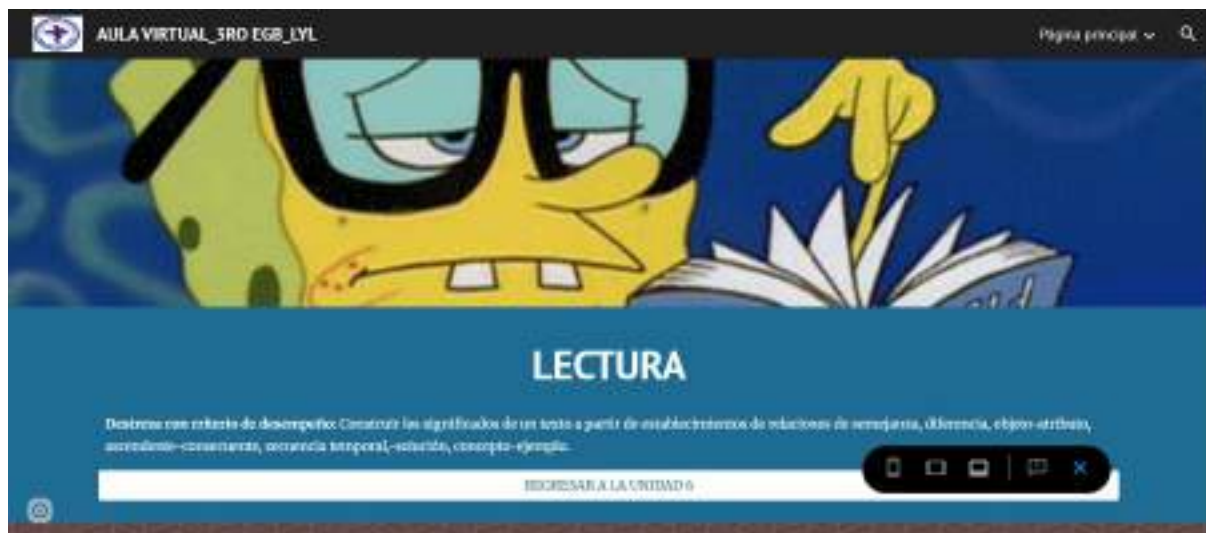 AULA VIRTUAL_3RO EGB_LYL
Página principal
LECTURA
Destreza con criterio de desempeño: Construir los significados de un texto a partir de establecimientos de relaciones de semejanza, diferencia, objeto-atributo,
antecedente-consecuente, secuencia temporal,-solución, concepto-ejemplo.
REGRESAR A LA UNIDAD 6